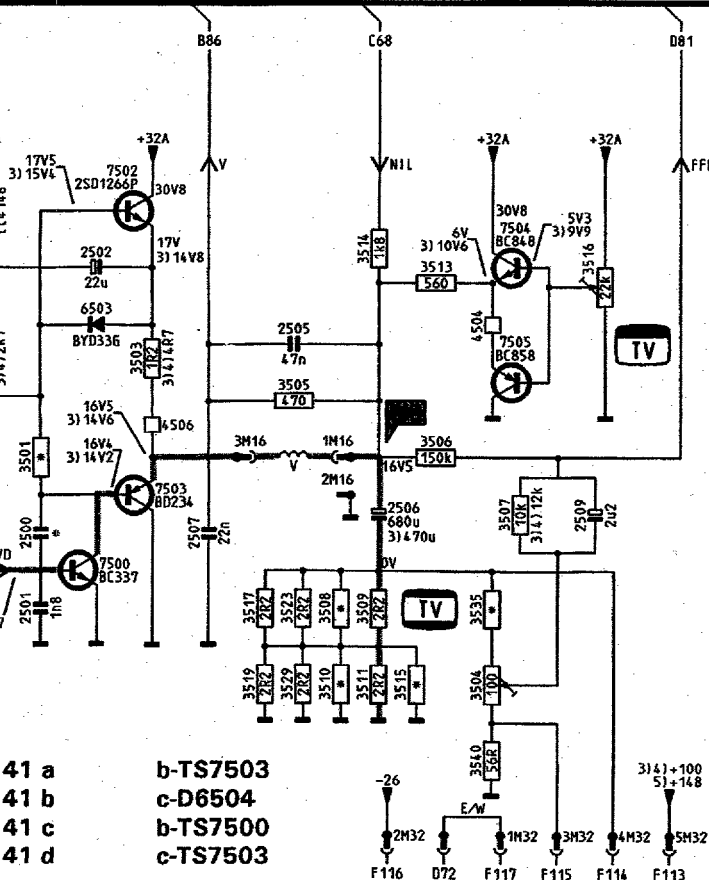 B86
C68
D81
+32A
+32A
+32A
17V5
3)15V4
7502
2SD1266P
30V8
V
NIL
17V
3)14V8
2502
22u
6503
BYD33G
3503
1R2
3)4)4R7
3514
1k8
3513
560
6V
3)10V6
30V8
7504
BC848
5V3
3)9V9
3516
22k
4504
7505
BC858
TV
2505
47n
3505
470
16V5
3)14V6
4506
16V4
3)14V2
3501
*
3M16
V
1M16
16V5
3506
150k
2M16
7503
BD234
2500
*
2507
22n
2506
680u
3)470u
3507
10k
3)4)12k
2509
2u2
7500
BC337
2501
1n8
0V
3517
2R2
3523
2R2
3508
*
3509
2R2
TV
3535
*
3519
2R2
3529
2R2
3510
*
3511
2R2
3515
*
3504
100
3540
56R
41 a b-TS7503
41 b c-D6504
41 c b-TS7500
41 d c-TS7503
-26
E/W
3)4)+100
5)+148
2M32
1M32
3M32
4M32
5M32
F116
D72
F117
F115
F114
F113